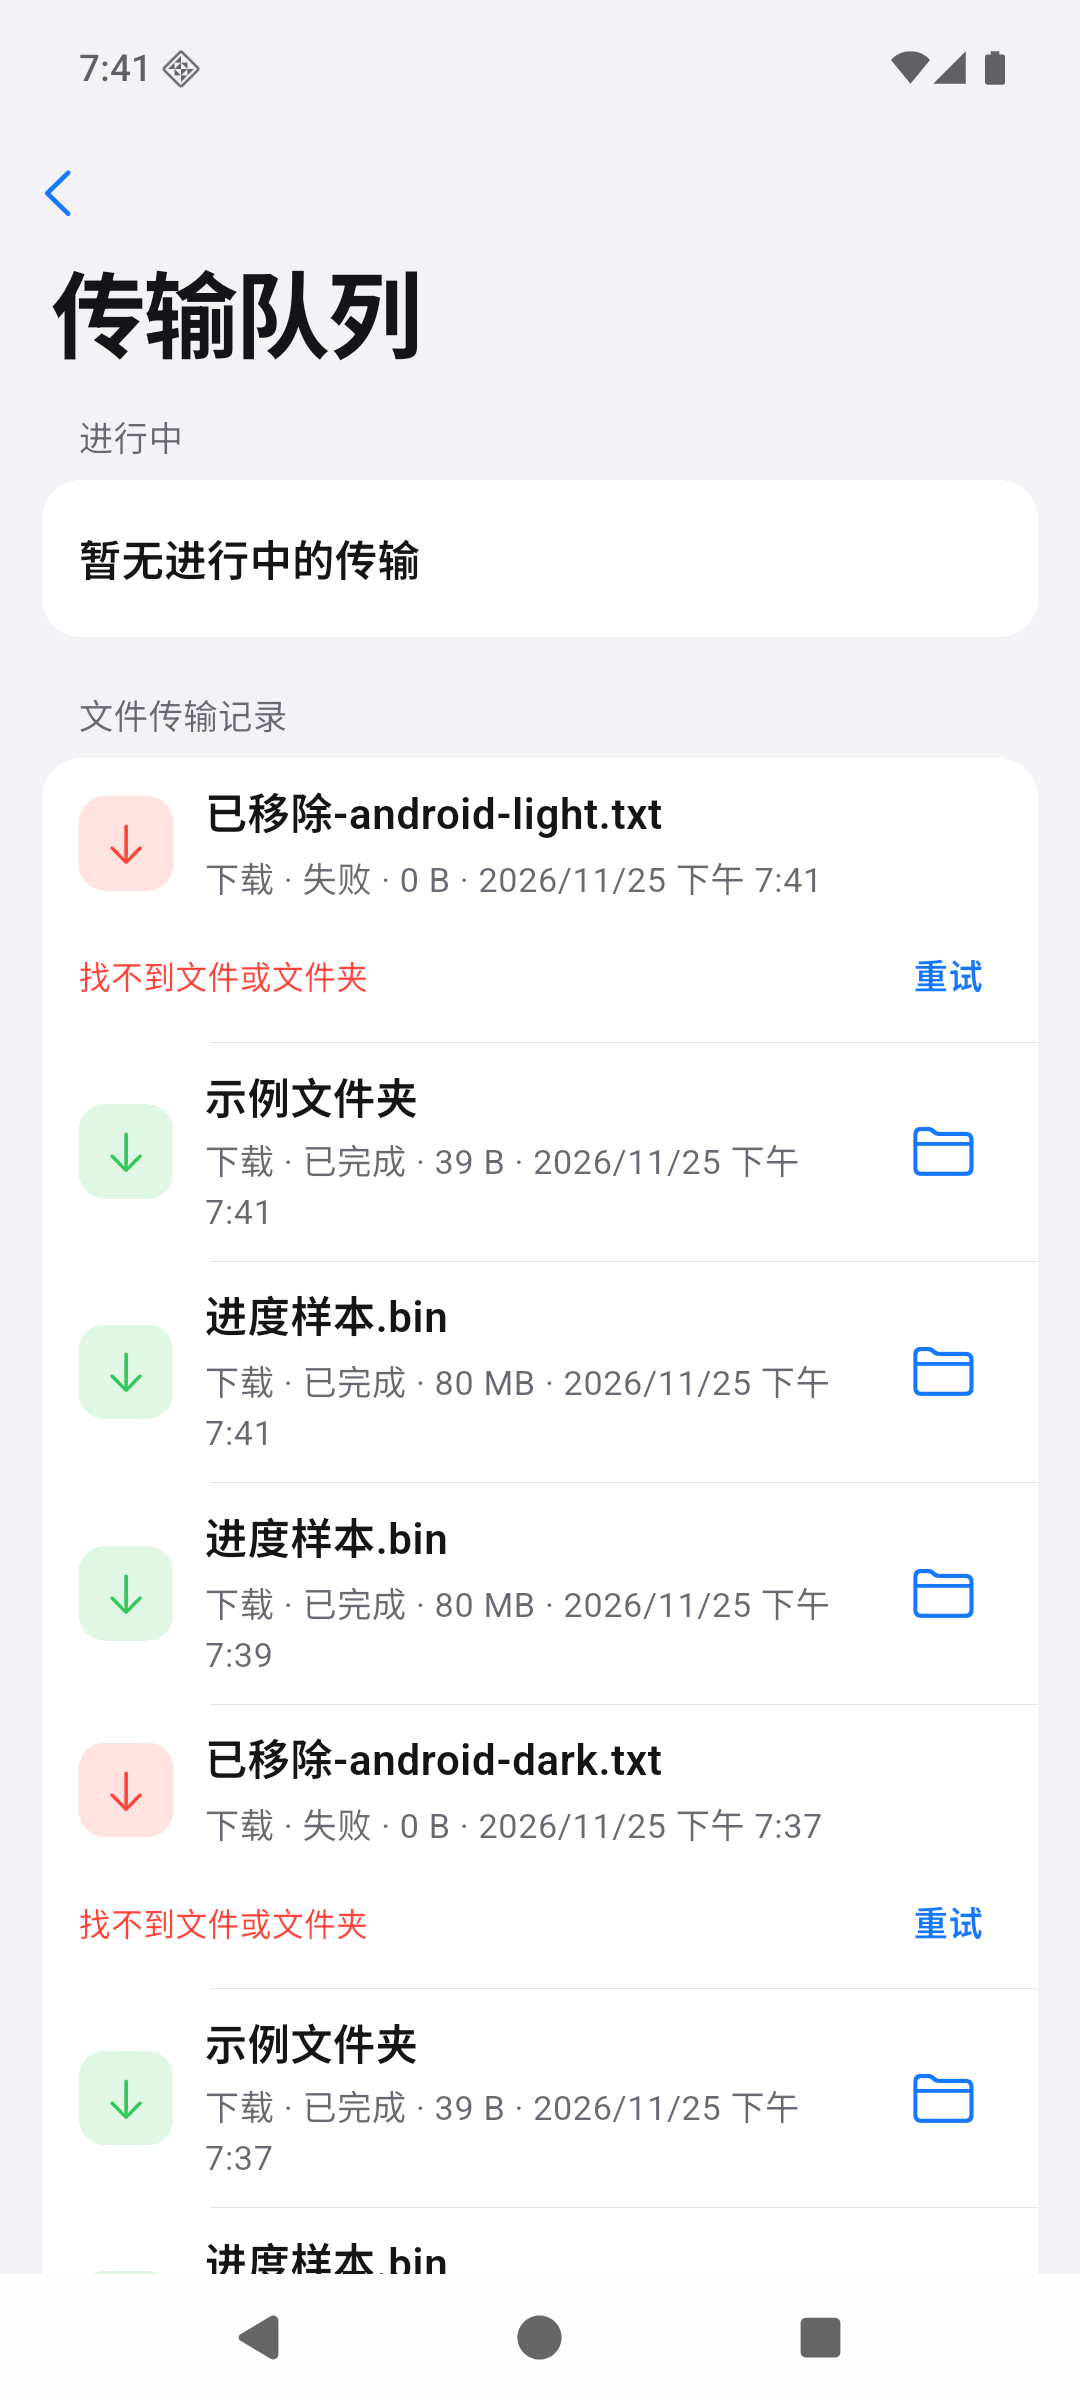 7:41
传输队列
进行中
暂无进行中的传输
文件传输记录
已移除-android-light.txt
下载 · 失败 · 0 B · 2026/11/25 下午 7:41
找不到文件或文件夹
重试
示例文件夹
下载 · 已完成 · 39 B · 2026/11/25 下午
7:41
进度样本.bin
下载 · 已完成 · 80 MB · 2026/11/25 下午
7:41
进度样本.bin
下载 · 已完成 · 80 MB · 2026/11/25 下午
7:39
已移除-android-dark.txt
下载 · 失败 · 0 B · 2026/11/25 下午 7:37
找不到文件或文件夹
重试
示例文件夹
下载 · 已完成 · 39 B · 2026/11/25 下午
7:37
进度样本.bin